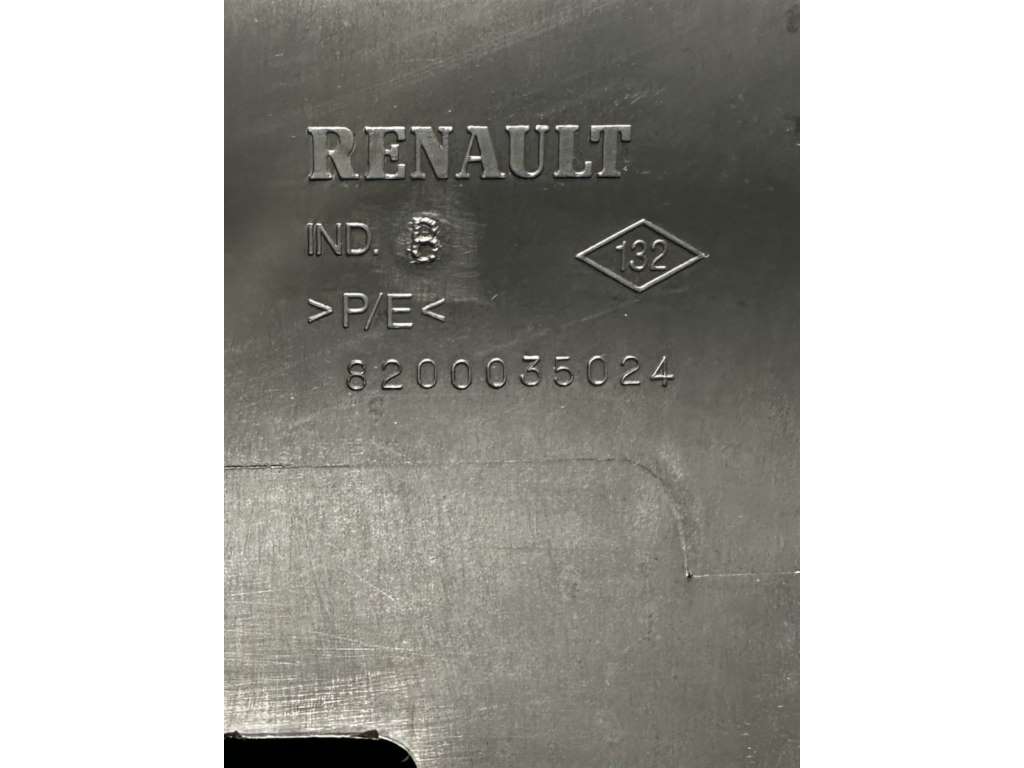 RENAULT
IND. B
132
>P/E<
8200035024